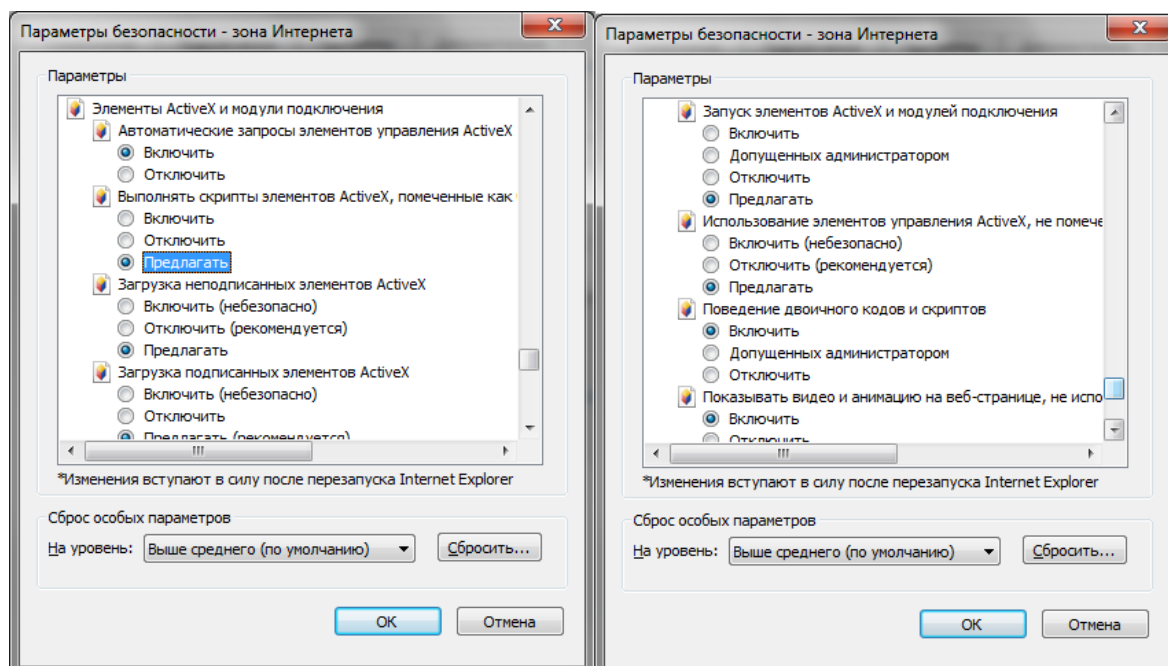 Параметры безопасности - зона Интернета
Параметры
Элементы ActiveX и модули подключения
Автоматические запросы элементов управления ActiveX
Включить
Отключить
Выполнять скрипты элементов ActiveX, помеченные как
Включить
Отключить
Предлагать
Загрузка неподписанных элементов ActiveX
Включить (небезопасно)
Отключить (рекомендуется)
Предлагать
Загрузка подписанных элементов ActiveX
Включить (небезопасно)
Отключить
Предлагать (рекомендуется)
*Изменения вступают в силу после перезапуска Internet Explorer
Сброс особых параметров
На уровень: Выше среднего (по умолчанию) Сбросить...
OK Отмена
Параметры безопасности - зона Интернета
Параметры
Запуск элементов ActiveX и модулей подключения
Включить
Допущенных администратором
Отключить
Предлагать
Использование элементов управления ActiveX, не помече
Включить (небезопасно)
Отключить (рекомендуется)
Предлагать
Поведение двоичного кодов и скриптов
Включить
Допущенных администратором
Отключить
Показывать видео и анимацию на веб-странице, не испо
Включить
Отключить
*Изменения вступают в силу после перезапуска Internet Explorer
Сброс особых параметров
На уровень: Выше среднего (по умолчанию) Сбросить...
OK Отмена